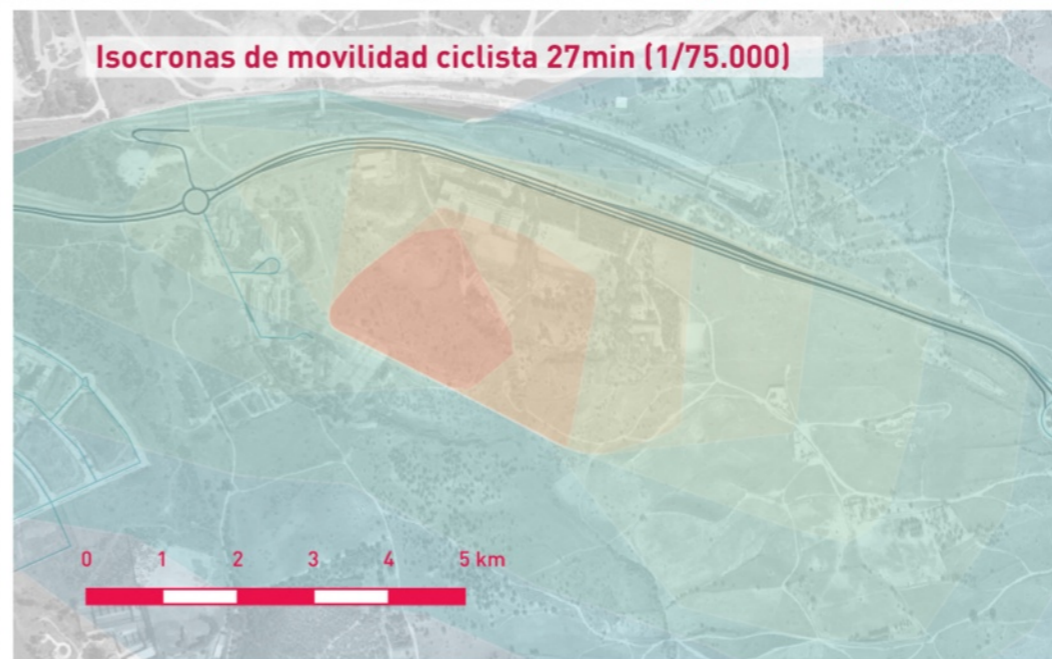 Isocronas de movilidad ciclista 27min (1/75.000)
0 1 2 3 4 5 km